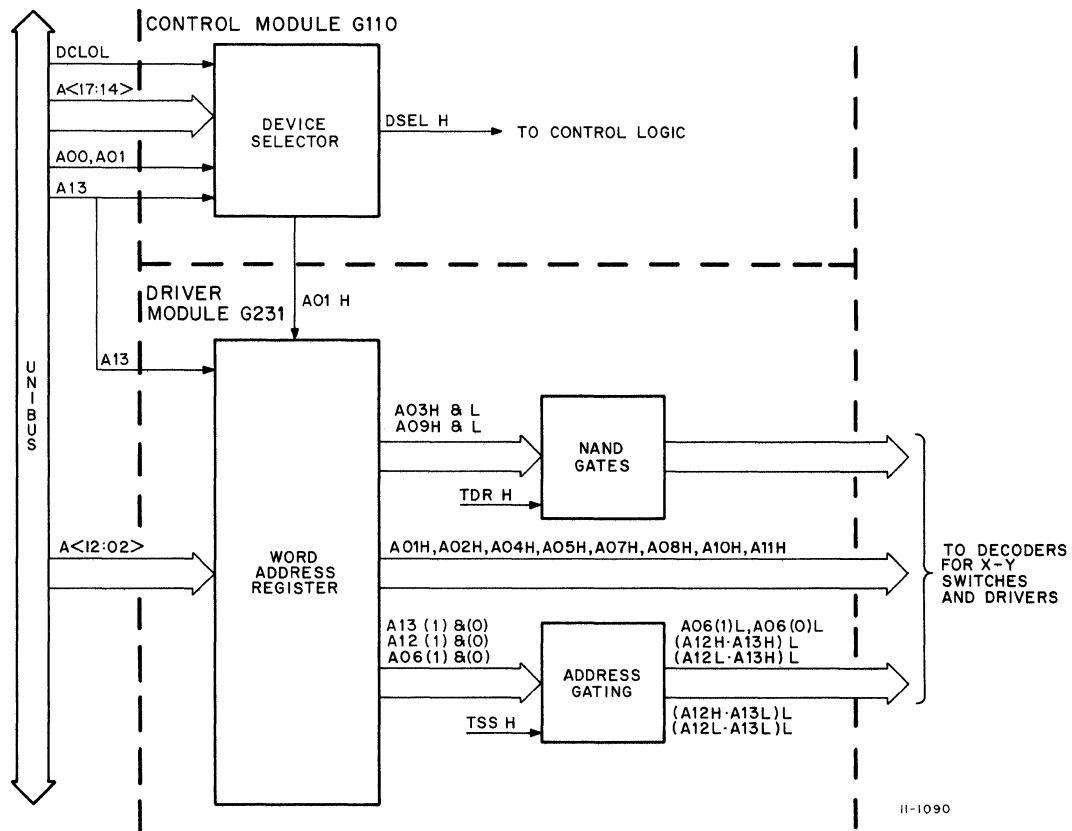 CONTROL MODULE G110
DCLOL
A<17:14>
DEVICE
SELECTOR
DSEL H
TO CONTROL LOGIC
A00,A01
A13
DRIVER
MODULE G231
A01 H
A13
UNIBUS
A03H & L
A09H & L
NAND
GATES
TDR H
A<12:02>
WORD
ADDRESS
REGISTER
A01H,A02H,A04H,A05H,A07H,A08H,A10H,A11H
TO DECODERS
FOR X-Y
SWITCHES
AND DRIVERS
A13 (1) &(0)
A12 (1) &(0)
A06(1) &(0)
ADDRESS
GATING
TSS H
A06(1)L,A06(0)L
(A12H·A13H) L
(A12L·A13H) L
(A12H·A13L)L
(A12L·A13L)L
11-1090